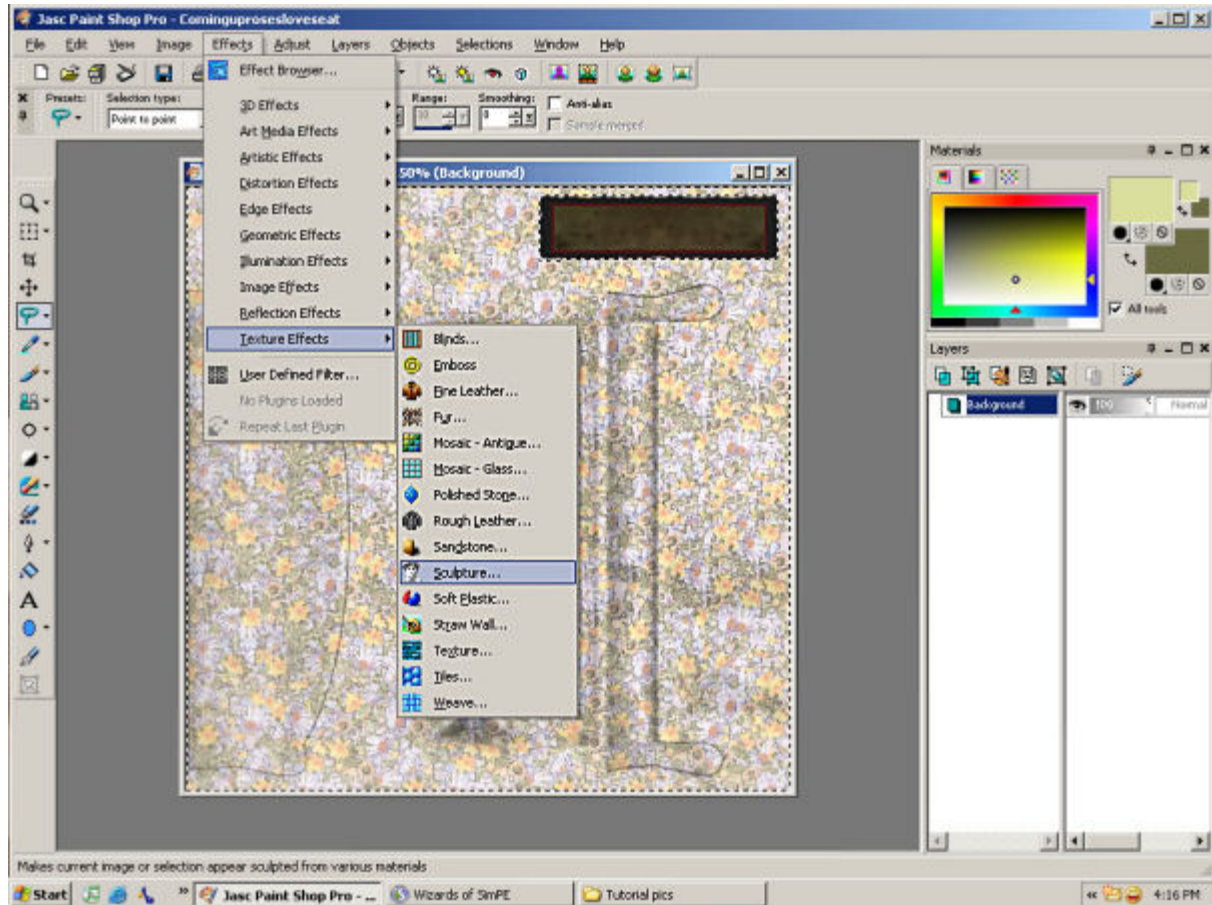 Jasc Paint Shop Pro - Cominguprosesloveseat
File Edit View Image Effects Adjust Layers Objects Selections Window Help
Effect Browser...
Presets: Selection type: Range: Smoothing: Anti-alias
Point to point 0 Sample merged
3D Effects
Art Media Effects
Artistic Effects
Distortion Effects
Edge Effects
Geometric Effects
Illumination Effects
Image Effects
Reflection Effects
Texture Effects
User Defined Filter...
No Plugins Loaded
Repeat Last Plugin
50% (Background)
Blinds...
Emboss
Fine Leather...
Fur...
Mosaic - Antique...
Mosaic - Glass...
Polished Stone...
Rough Leather...
Sandstone...
Sculpture...
Soft Plastic...
Straw Wall...
Texture...
Tiles...
Weave...
Materials
All tools
Layers
Background 100 Normal
Makes current image or selection appear sculpted from various materials
Start Jasc Paint Shop Pro - ... Wizards of SimPE Tutorial pics 4:16 PM